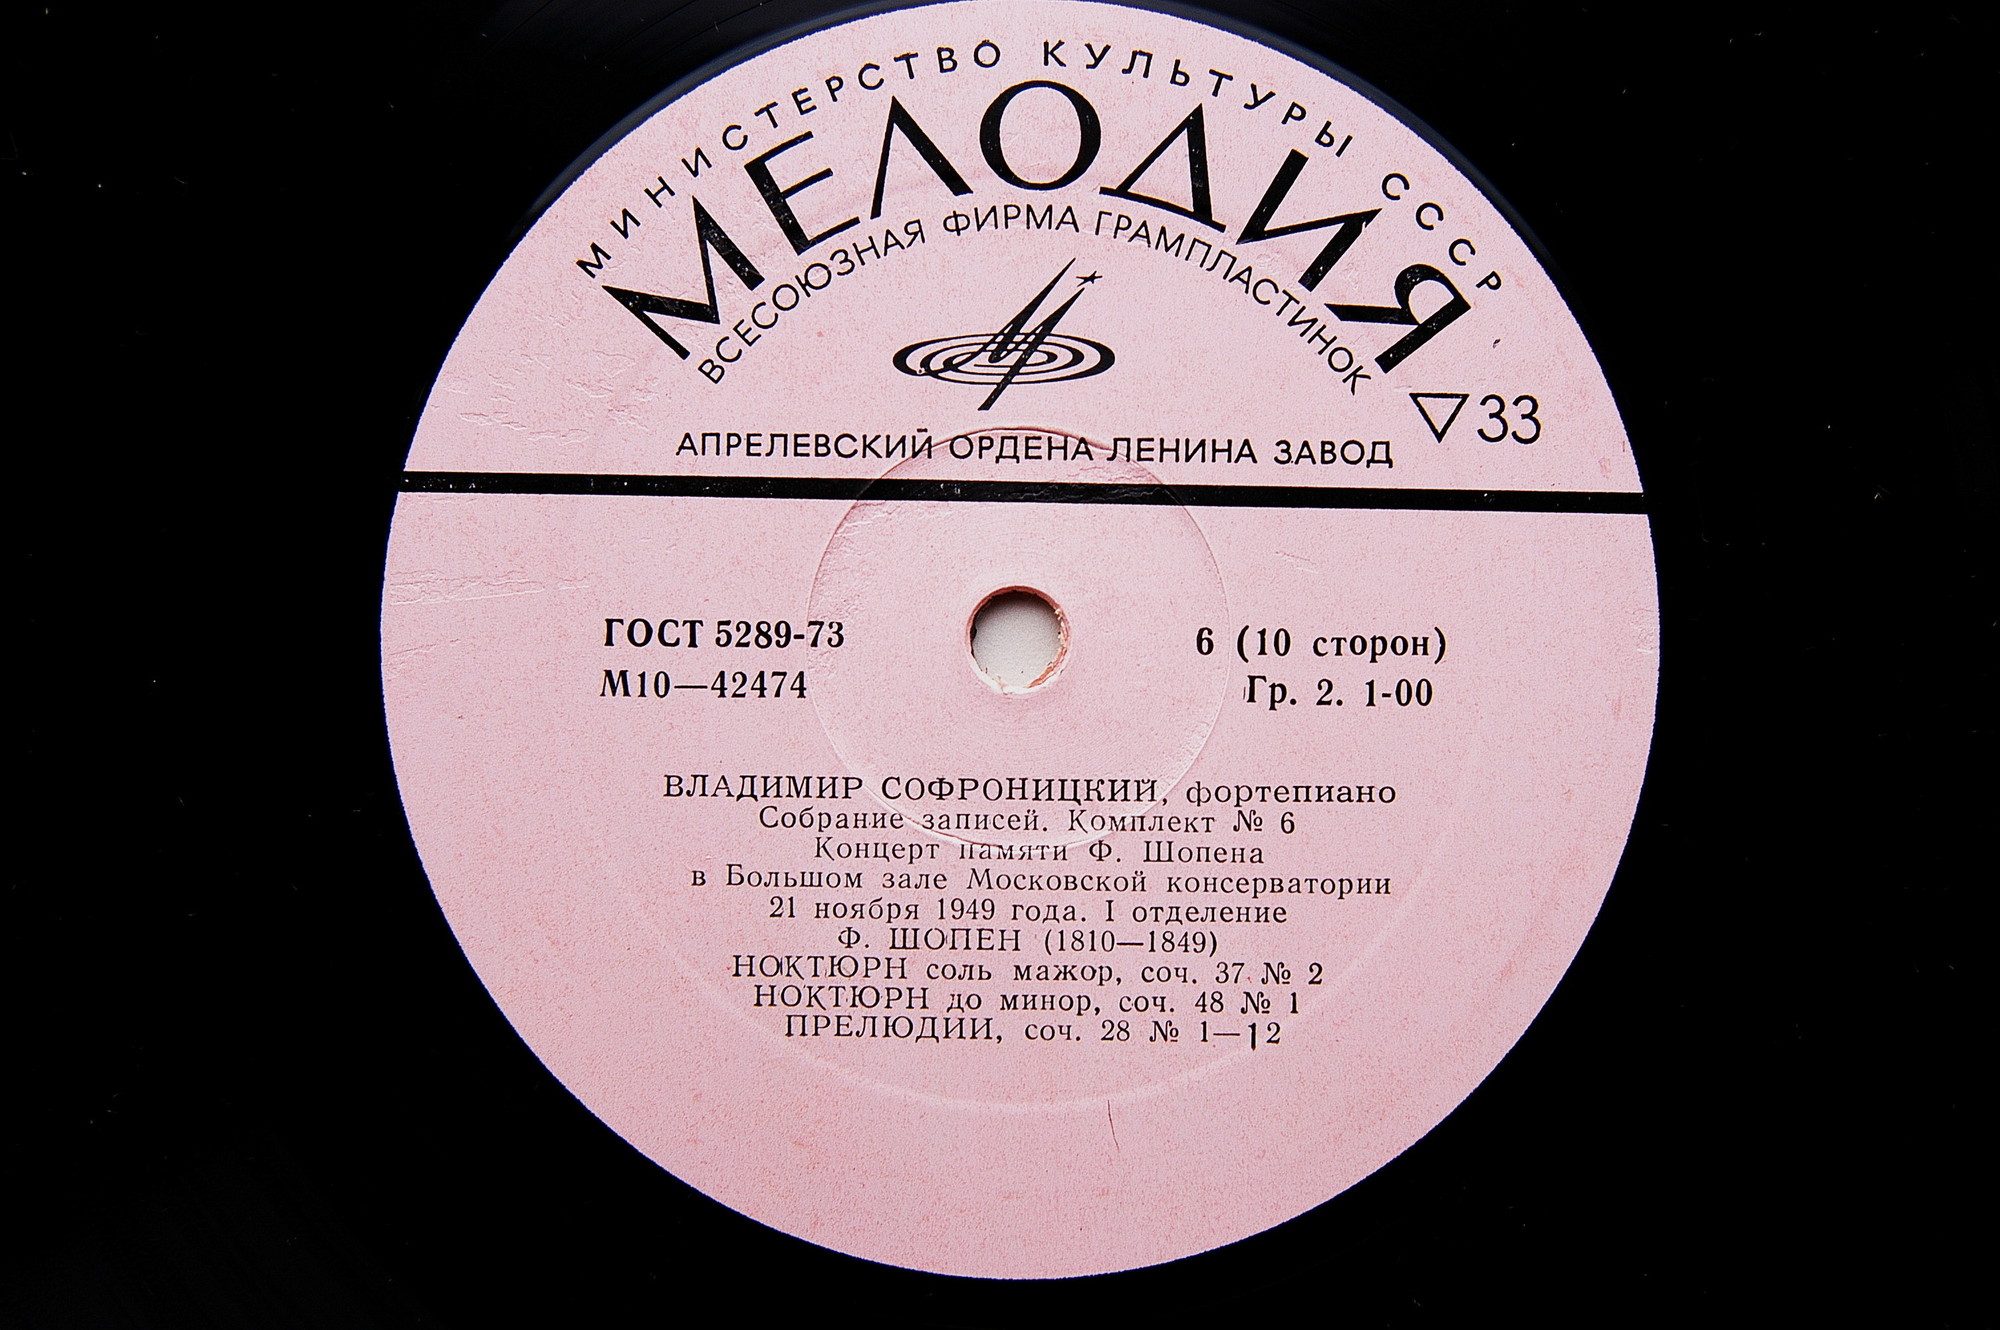 МИНИСТЕРСТВО КУЛЬТУРЫ СССР
МЕЛОДИЯ
ВСЕСОЮЗНАЯ ФИРМА ГРАМПЛАСТИНОК
33
АПРЕЛЕВСКИЙ ОРДЕНА ЛЕНИНА ЗАВОД
ГОСТ 5289-73
М10—42474
6 (10 сторон)
Гр. 2. 1-00
ВЛАДИМИР СОФРОНИЦКИЙ, фортепиано
Собрание записей. Комплект № 6
Концерт памяти Ф. Шопена
в Большом зале Московской консерватории
21 ноября 1949 года. I отделение
Ф. ШОПЕН (1810—1849)
НОКТЮРН соль мажор, соч. 37 № 2
НОКТЮРН до минор, соч. 48 № 1
ПРЕЛЮДИИ, соч. 28 № 1—12